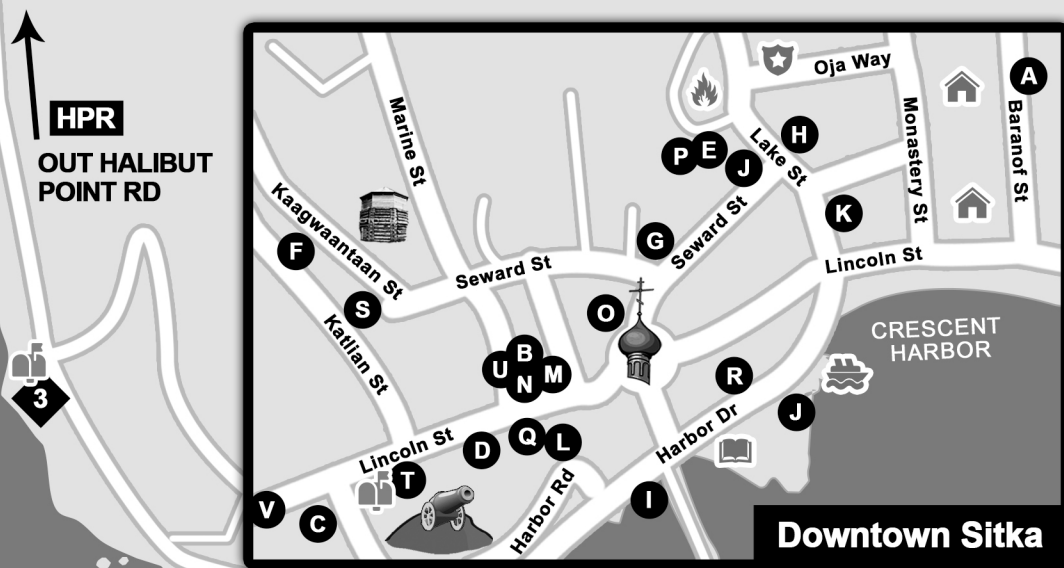 HPR
OUT HALIBUT
POINT RD
3
Marine St
Kaagwaantaan St
Katlian St
Seward St
Seward St
Lake St
Oja Way
Monastery St
Baranof St
Lincoln St
Lincoln St
Harbor Dr
Harbor Rd
CRESCENT
HARBOR
A
H
P
E
J
K
G
F
S
O
B
U
N
M
R
J
D
Q
L
T
I
V
C
Downtown Sitka